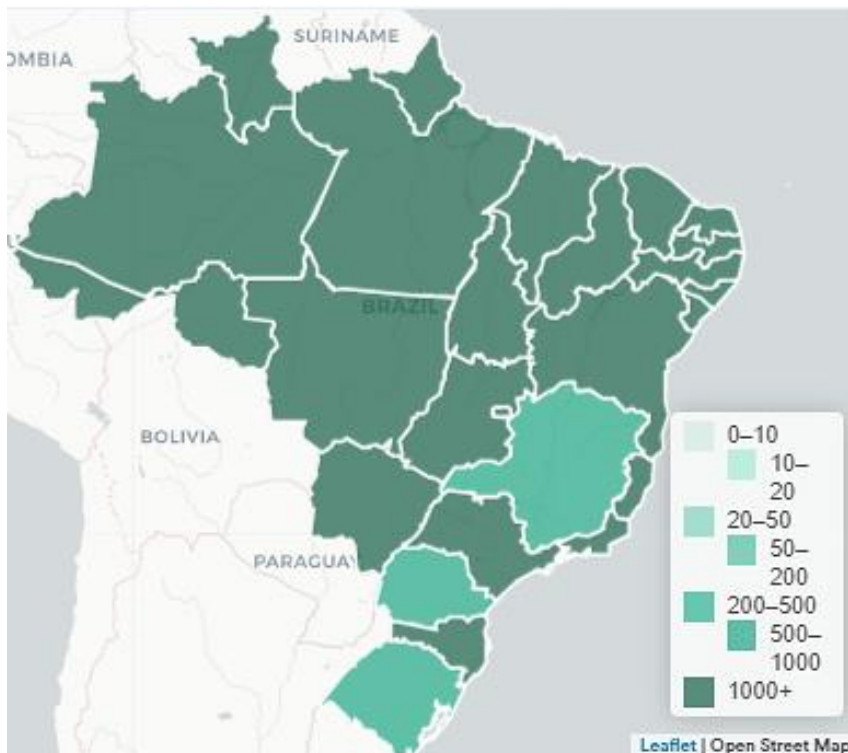 SURINAME
OMBIA
BRAZIL
BOLIVIA
PARAGUAY
0–10
10–
20
20–50
50–
200
200–500
500–
1000
1000+
Leaflet | Open Street Map